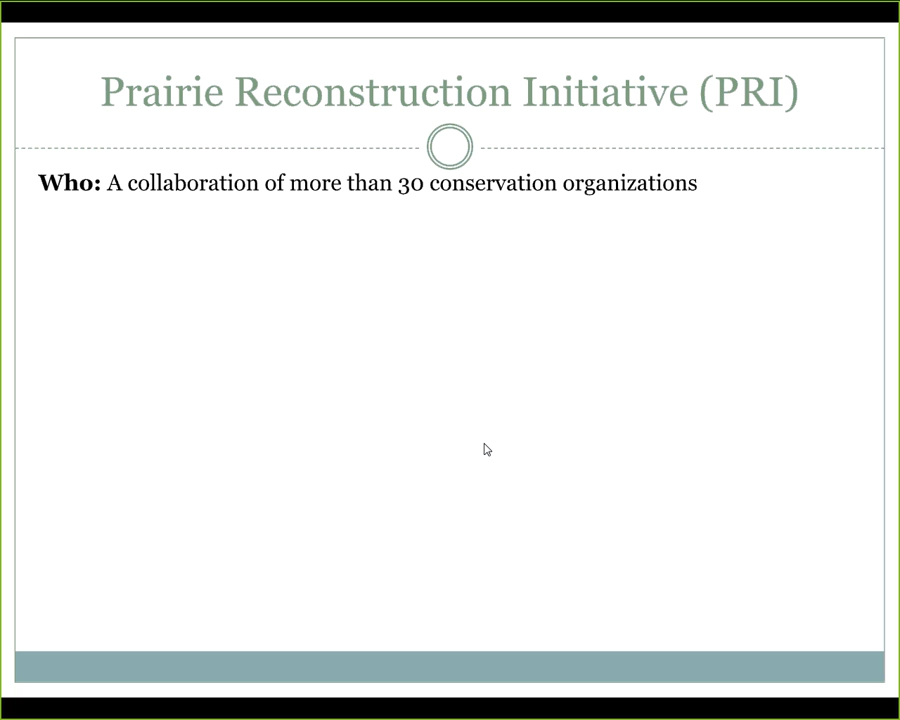 Prairie Reconstruction Initiative (PRI)
Who: A collaboration of more than 30 conservation organizations